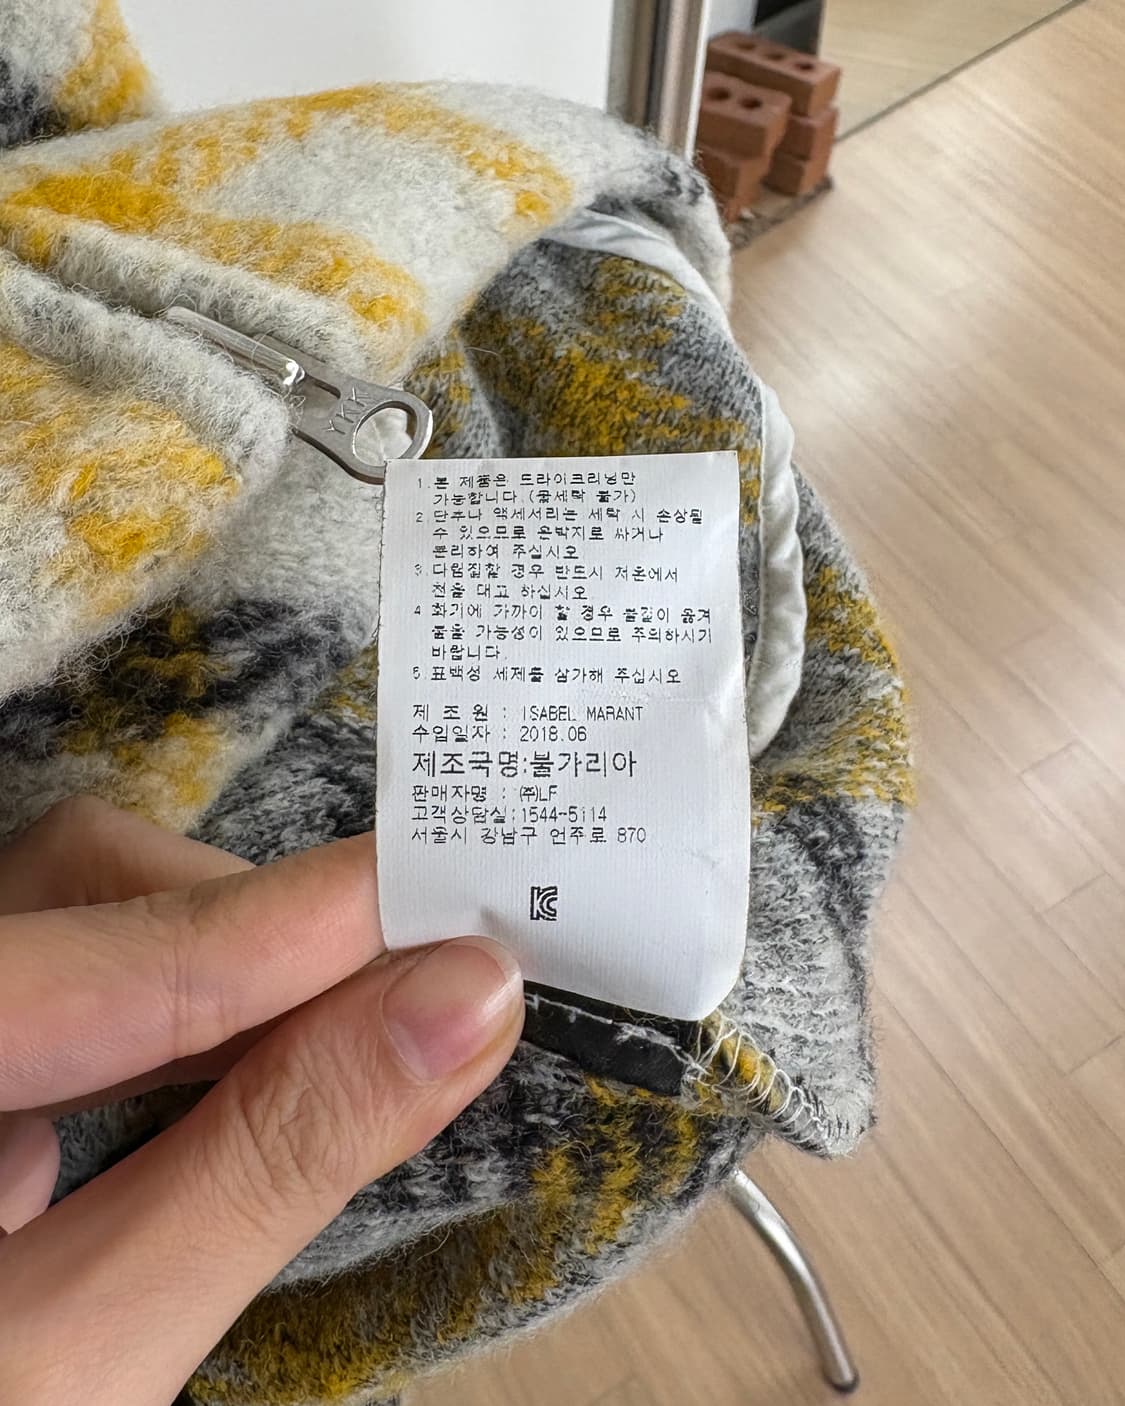 YKK
1.본 제품은 드라이크리닝만
가능합니다.(물세탁 불가)
2 단추나 액세서리는 세탁 시 손상될
수 있으므로 은박지로 싸거나
분리하여 주십시오.
3.다림질할 경우 반드시 저온에서
천을 대고 하십시오.
4 화기에 가까이 할 경우 불길이 옮겨
붙을 가능성이 있으므로 주의하시기
바랍니다.
5.표백성 세제를 삼가해 주십시오
제 조 원 : ISABEL MARANT
수입일자 : 2018.06
제조국명:불가리아
판매자명 : ㈜LF
고객상담실:1544-5114
서울시 강남구 언주로 870
KC